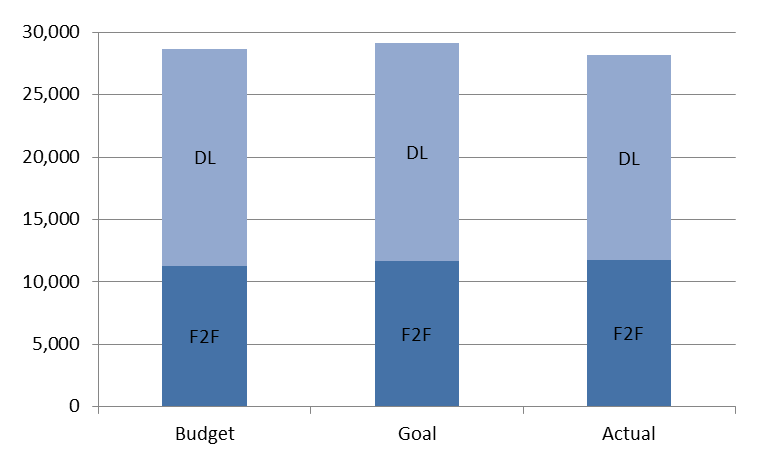 30,000
25,000
20,000
15,000
10,000
5,000
0
DL
DL
DL
F2F
F2F
F2F
Budget
Goal
Actual